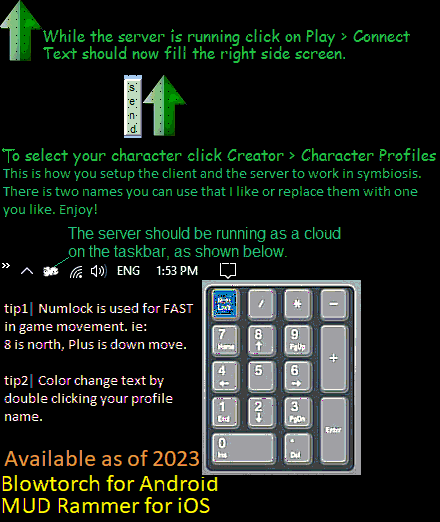 While the server is running click on Play > Connect
Text should now fill the right side screen.
send
To select your character click Creator > Character Profiles
This is how you setup the client and the server to work in symbiosis.
There is two names you can use that I like or replace them with one
you like. Enjoy!
The server should be running as a cloud
on the taskbar, as shown below.
» ENG 1:53 PM
tip1| Numlock is used for FAST
in game movement. ie:
8 is north, Plus is down move.
tip2| Color change text by
double clicking your profile
name.
Num Lock / * −
7 Home 8 ↑ 9 PgUp +
4 ← 5 6 →
1 End 2 ↓ 3 PgDn Enter
0 Ins . Del
Available as of 2023
Blowtorch for Android
MUD Rammer for iOS